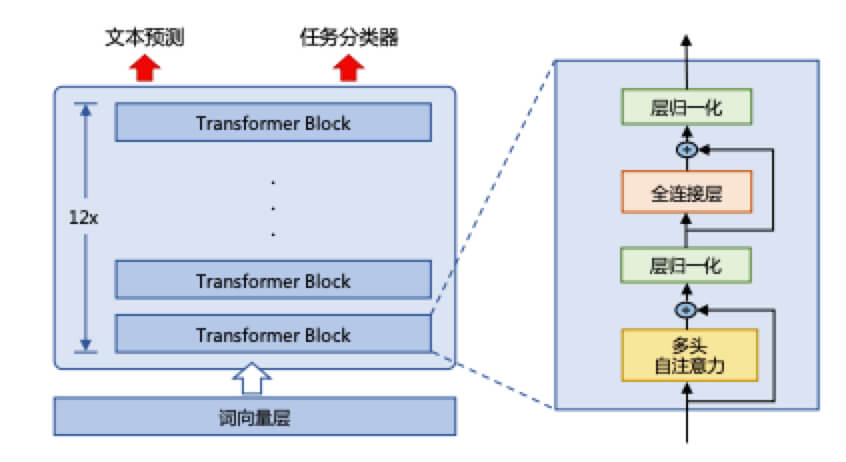 文本预测
任务分类器
Transformer Block
12x
Transformer Block
Transformer Block
词向量层
层归一化
+
全连接层
层归一化
+
多头
自注意力